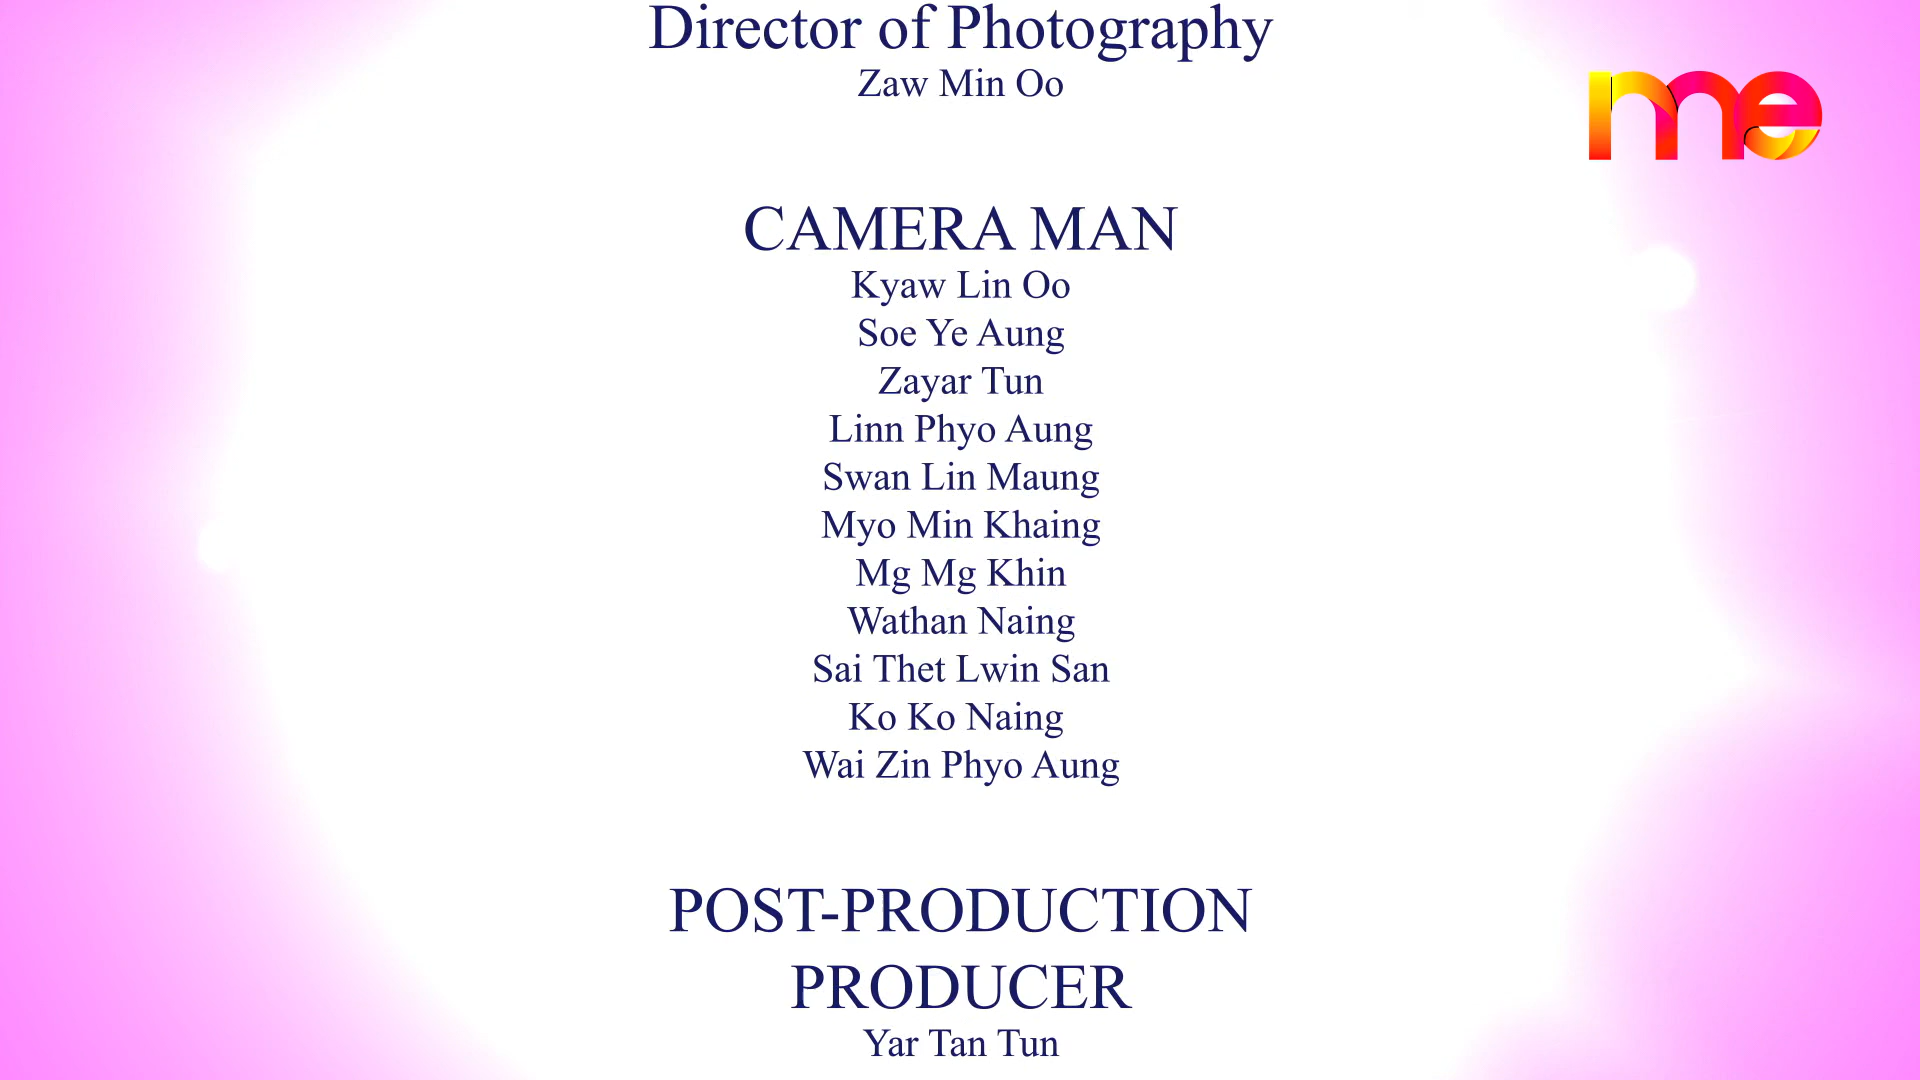 Director of Photography
Zaw Min Oo
me
CAMERA MAN
Kyaw Lin Oo
Soe Ye Aung
Zayar Tun
Linn Phyo Aung
Swan Lin Maung
Myo Min Khaing
Mg Mg Khin
Wathan Naing
Sai Thet Lwin San
Ko Ko Naing
Wai Zin Phyo Aung
POST-PRODUCTION
PRODUCER
Yar Tan Tun